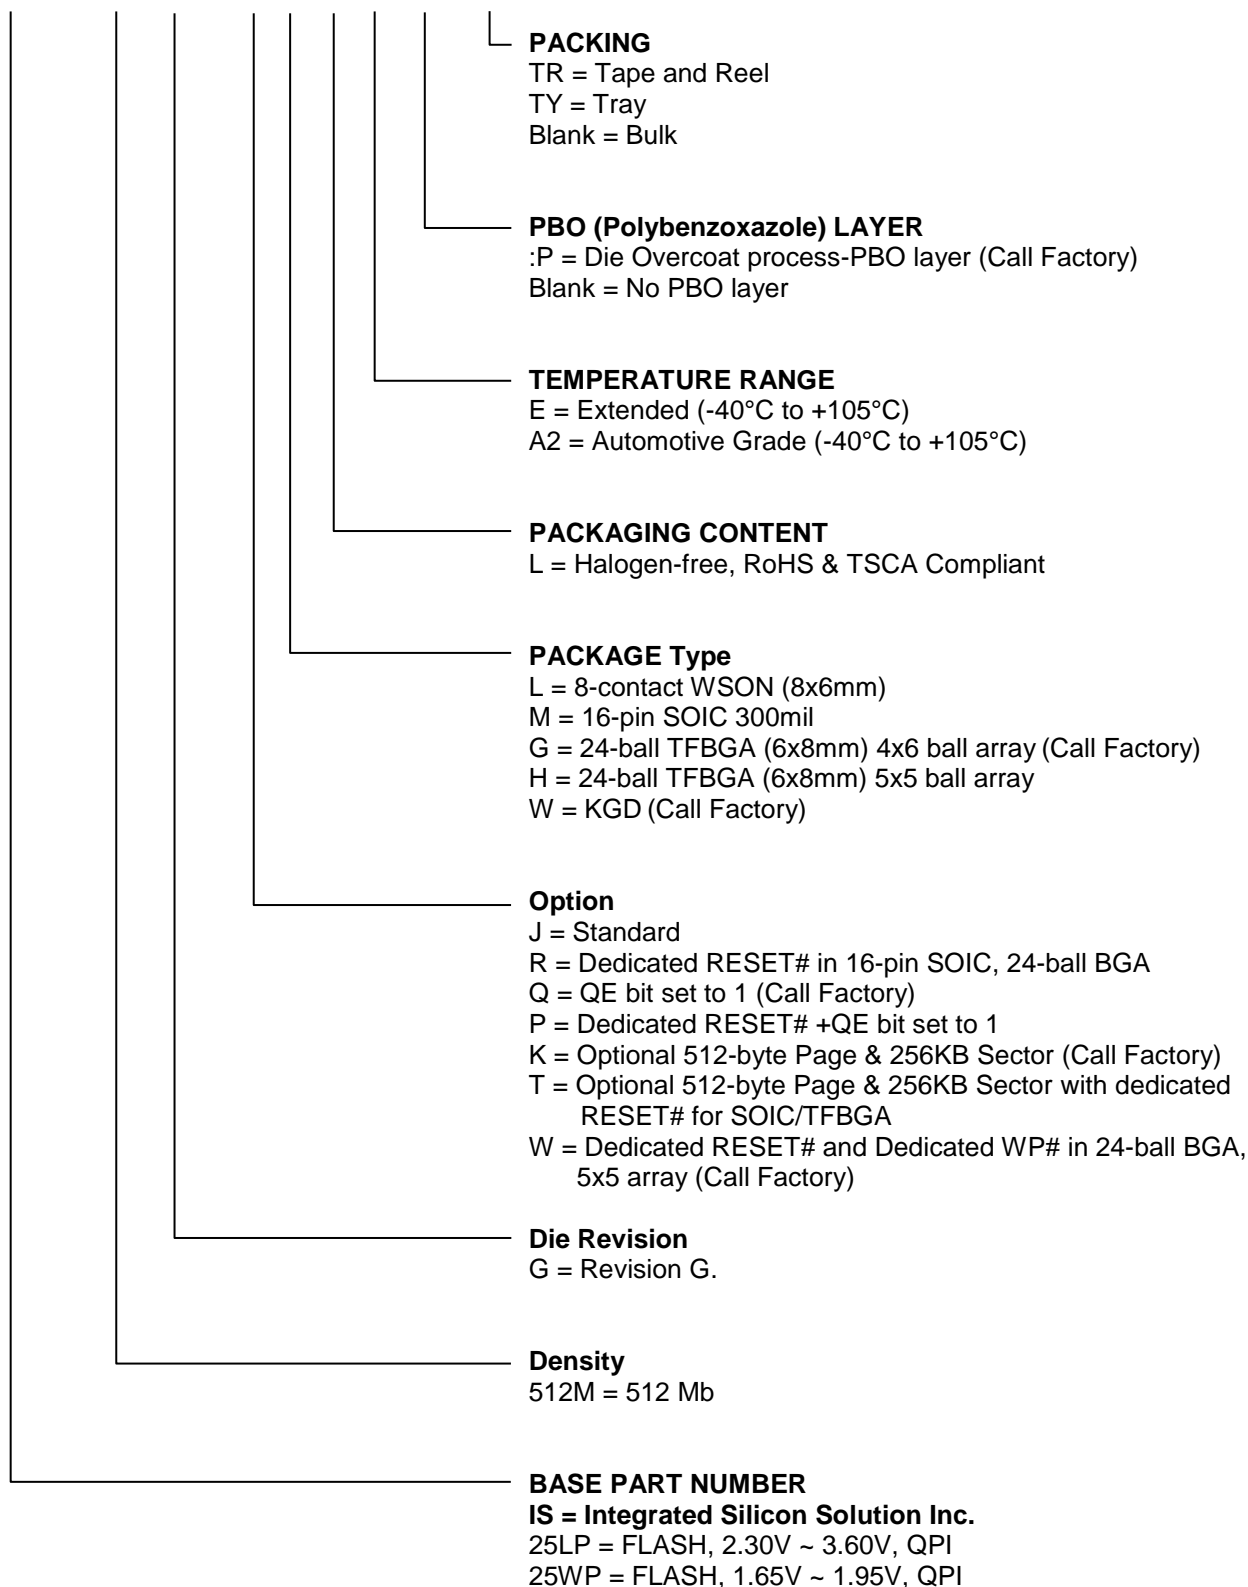 PACKING
TR = Tape and Reel
TY = Tray
Blank = Bulk
PBO (Polybenzoxazole) LAYER
:P = Die Overcoat process-PBO layer (Call Factory)
Blank = No PBO layer
TEMPERATURE RANGE
E = Extended (-40°C to +105°C)
A2 = Automotive Grade (-40°C to +105°C)
PACKAGING CONTENT
L = Halogen-free, RoHS & TSCA Compliant
PACKAGE Type
L = 8-contact WSON (8x6mm)
M = 16-pin SOIC 300mil
G = 24-ball TFBGA (6x8mm) 4x6 ball array (Call Factory)
H = 24-ball TFBGA (6x8mm) 5x5 ball array
W = KGD (Call Factory)
Option
J = Standard
R = Dedicated RESET# in 16-pin SOIC, 24-ball BGA
Q = QE bit set to 1 (Call Factory)
P = Dedicated RESET# +QE bit set to 1
K = Optional 512-byte Page & 256KB Sector (Call Factory)
T = Optional 512-byte Page & 256KB Sector with dedicated
RESET# for SOIC/TFBGA
W = Dedicated RESET# and Dedicated WP# in 24-ball BGA,
5x5 array (Call Factory)
Die Revision
G = Revision G.
Density
512M = 512 Mb
BASE PART NUMBER
IS = Integrated Silicon Solution Inc.
25LP = FLASH, 2.30V ~ 3.60V, QPI
25WP = FLASH, 1.65V ~ 1.95V, QPI